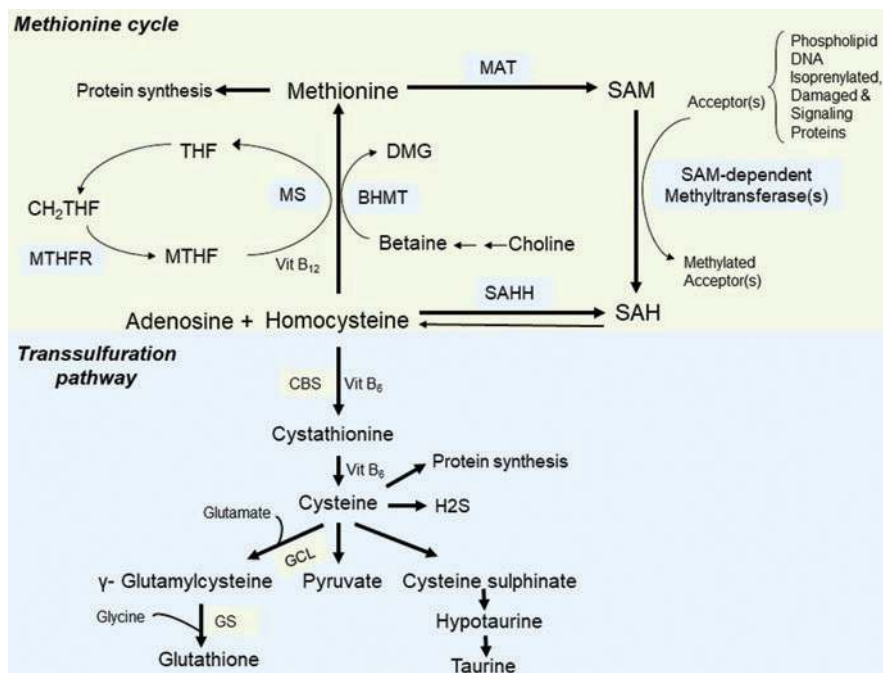 Methionine cycle
Protein synthesis
Methionine
MAT
SAM
Acceptor(s)
Phospholipid
DNA
Isoprenylated,
Damaged &
Signaling
Proteins
THF
DMG
MS
BHMT
SAM-dependent
Methyltransferase(s)
CH₂THF
MTHFR
MTHF
Vit B₁₂
Betaine
Choline
Methylated
Acceptor(s)
SAHH
Adenosine + Homocysteine
SAH
Transsulfuration
pathway
CBS
Vit B₆
Cystathionine
Vit B₆
Protein synthesis
Cysteine
H2S
Glutamate
GCL
γ- Glutamylcysteine
Pyruvate
Cysteine sulphinate
Glycine
GS
Hypotaurine
Glutathione
Taurine